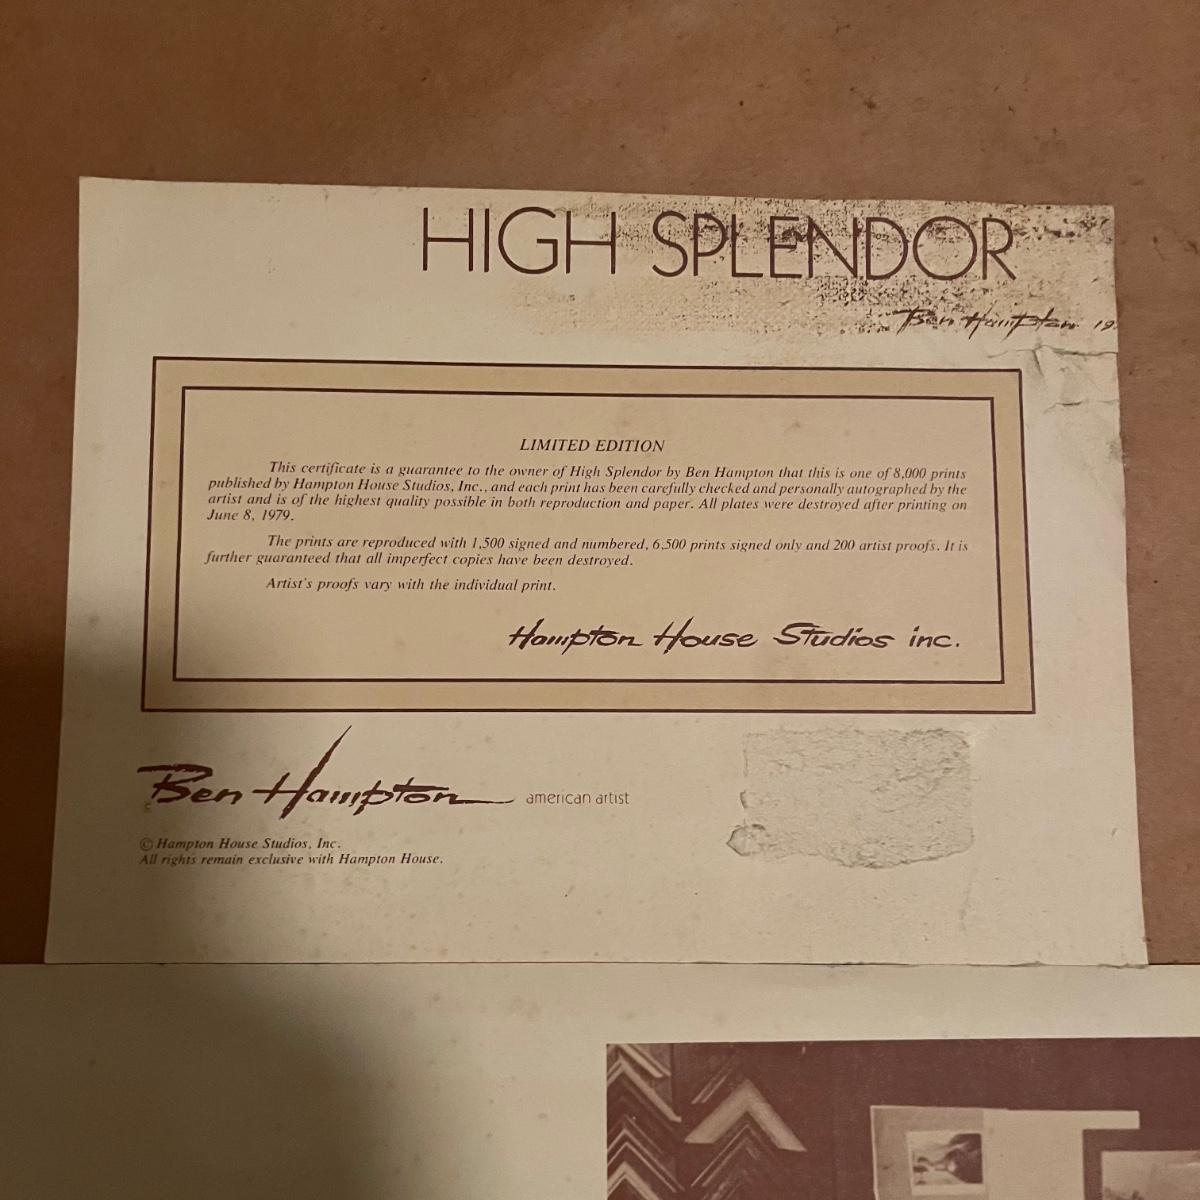 HIGH SPLENDOR
Ben Hampton 19
LIMITED EDITION
This certificate is a guarantee to the owner of High Splendor by Ben Hampton that this is one of 8,000 prints
published by Hampton House Studios, Inc., and each print has been carefully checked and personally autographed by the
artist and is of the highest quality possible in both reproduction and paper. All plates were destroyed after printing on
June 8, 1979.
The prints are reproduced with 1,500 signed and numbered, 6,500 prints signed only and 200 artist proofs. It is
further guaranteed that all imperfect copies have been destroyed.
Artist's proofs vary with the individual print.
Hampton House Studios inc.
Ben Hampton american artist
© Hampton House Studios, Inc.
All rights remain exclusive with Hampton House.